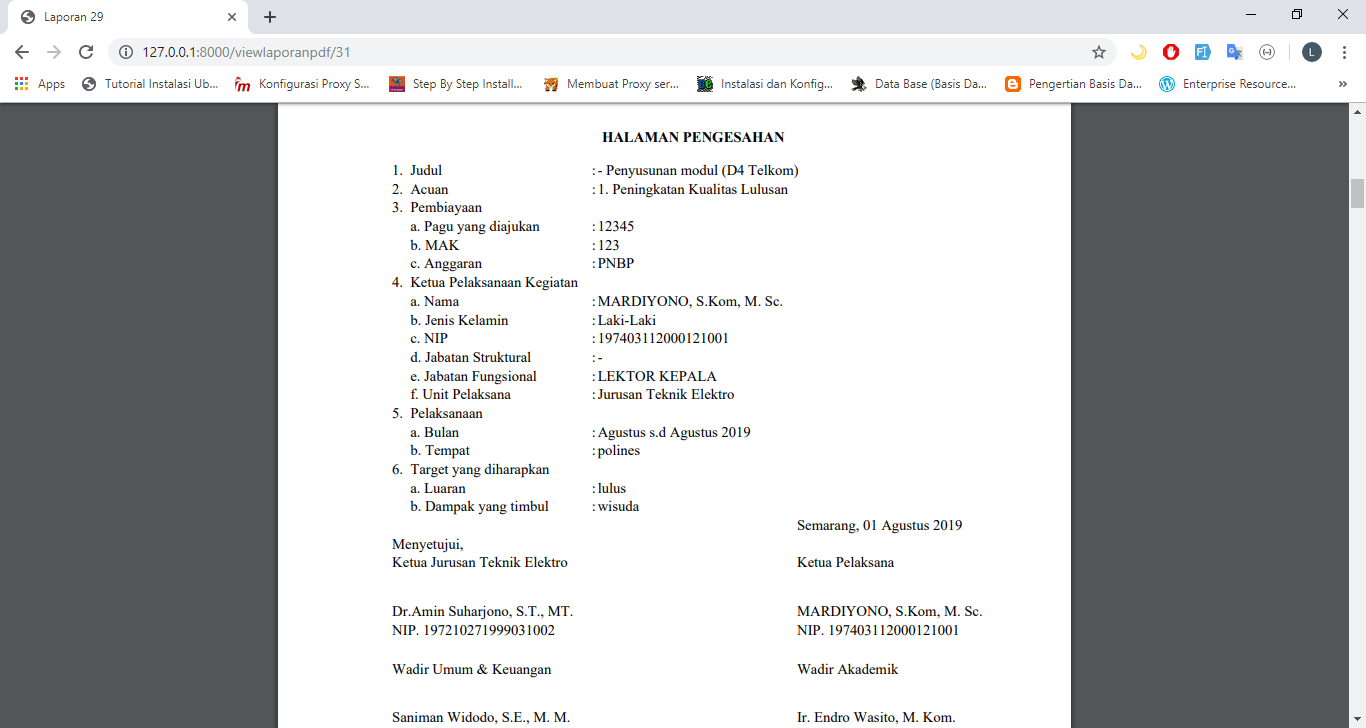 Laporan 29
127.0.0.1:8000/viewlaporanpdf/31
L
Apps Tutorial Instalasi Ub... Konfigurasi Proxy S... Step By Step Install... Membuat Proxy ser... Instalasi dan Konfig... Data Base (Basis Da... Pengertian Basis Da... Enterprise Resource... »
HALAMAN PENGESAHAN
1. Judul :- Penyusunan modul (D4 Telkom)
2. Acuan :1. Peningkatan Kualitas Lulusan
3. Pembiayaan
a. Pagu yang diajukan :12345
b. MAK :123
c. Anggaran :PNBP
4. Ketua Pelaksanaan Kegiatan
a. Nama :MARDIYONO, S.Kom, M. Sc.
b. Jenis Kelamin :Laki-Laki
c. NIP :197403112000121001
d. Jabatan Struktural :-
e. Jabatan Fungsional :LEKTOR KEPALA
f. Unit Pelaksana :Jurusan Teknik Elektro
5. Pelaksanaan
a. Bulan :Agustus s.d Agustus 2019
b. Tempat :polines
6. Target yang diharapkan
a. Luaran :lulus
b. Dampak yang timbul :wisuda
Semarang, 01 Agustus 2019
Menyetujui,
Ketua Jurusan Teknik Elektro Ketua Pelaksana
Dr.Amin Suharjono, S.T., MT. MARDIYONO, S.Kom, M. Sc.
NIP. 197210271999031002 NIP. 197403112000121001
Wadir Umum & Keuangan Wadir Akademik
Saniman Widodo, S.E., M. M. Ir. Endro Wasito, M. Kom.